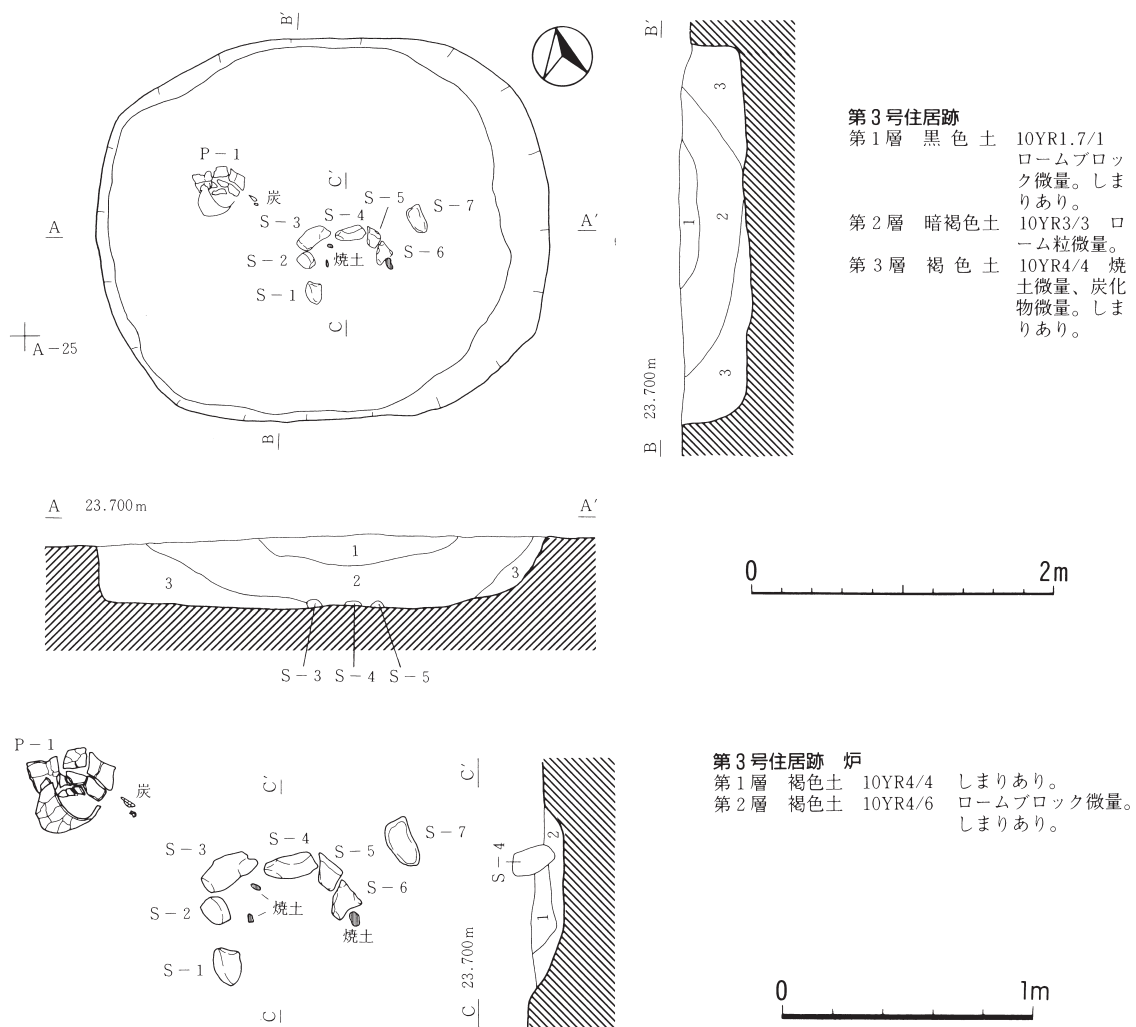 B′
P－1
炭
C′
S－5
S－4
S－7
S－3
A
A′
S－6
S－2
焼土
S－1
C
A－25
B
B′
3
1
2
3
23.700m
B
第3号住居跡
第1層 黒色土 10YR1.7/1
ロームブロッ
ク微量。しま
りあり。
第2層 暗褐色土 10YR3/3 ロ
ーム粒微量。
第3層 褐色土 10YR4/4 焼
土微量、炭化
物微量。しま
りあり。
A 23.700m A′
1
3 2 3
S－3 S－4 S－5
0 2m
P－1
炭
C′
S－4
S－7
S－3
S－5
S－6
S－2
焼土
焼土
S－1
C
C′
2
S－4
1
23.700m
C
第3号住居跡 炉
第1層 褐色土 10YR4/4 しまりあり。
第2層 褐色土 10YR4/6 ロームブロック微量。
しまりあり。
0 1m